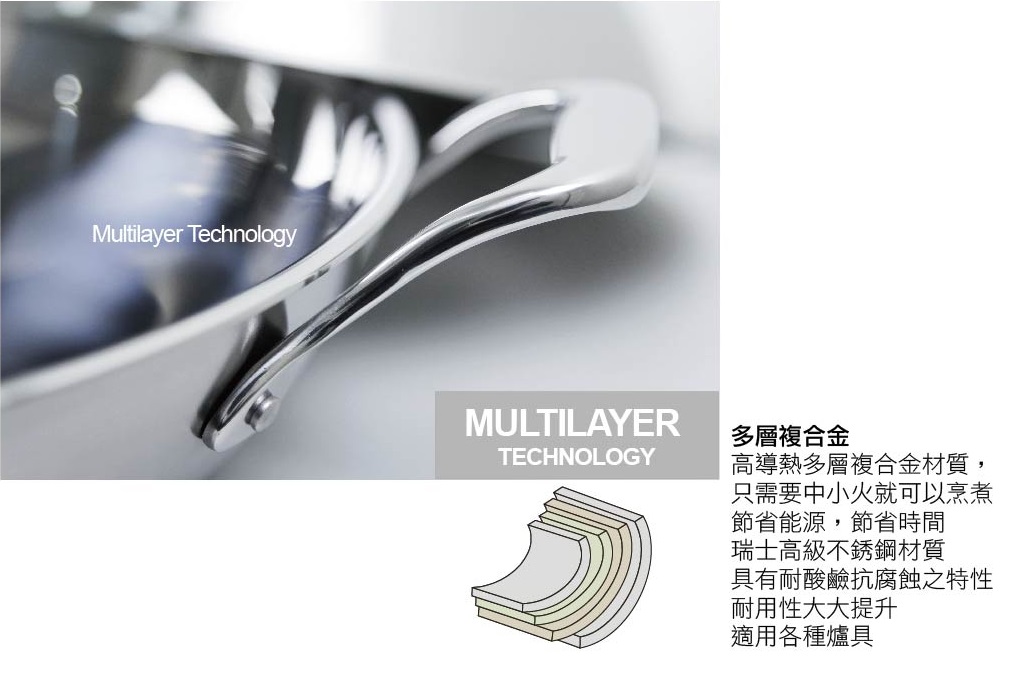 Multilayer Technology
MULTILAYER
TECHNOLOGY
多層複合金
高導熱多層複合金材質，
只需要中小火就可以烹煮
節省能源，節省時間
瑞士高級不銹鋼材質
具有耐酸鹼抗腐蝕之特性
耐用性大大提升
適用各種爐具